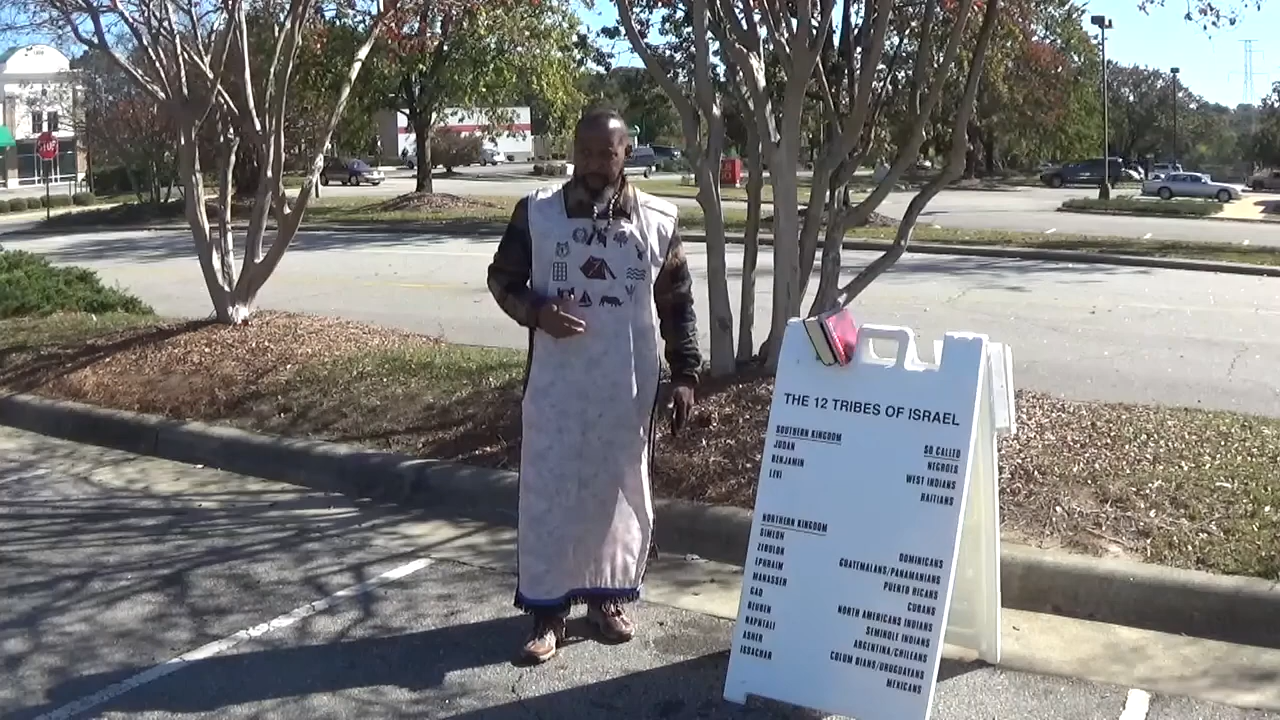 STOP
THE 12 TRIBES OF ISRAEL
SOUTHERN KINGDOM SO CALLED
JUDAH NEGROES
BENJAMIN WEST INDIANS
LEVI HAITIANS
NORTHERN KINGDOM
SIMEON DOMINICANS
ZEBULON GUATEMALANS/PANAMANIANS
EPHRAIM PUERTO RICANS
MANASSEH CUBANS
GAD NORTH AMERICANS INDIANS
REUBEN SEMINOLE INDIANS
NAPHTALI ARGENTINA/CHILEANS
ASHER COLUMBIANS/URUGUAYANS
ISSACHAR MEXICANS